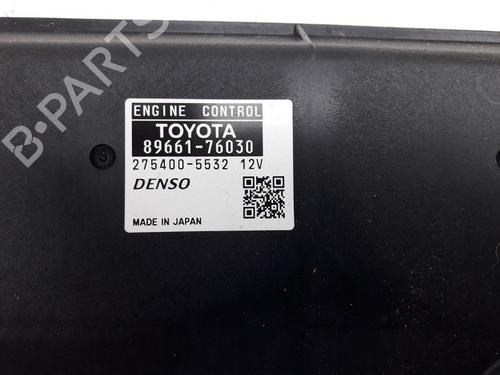 ENGINE CONTROL
TOYOTA
89661-76030
275400-5532 12V
DENSO
MADE IN JAPAN
B-Parts